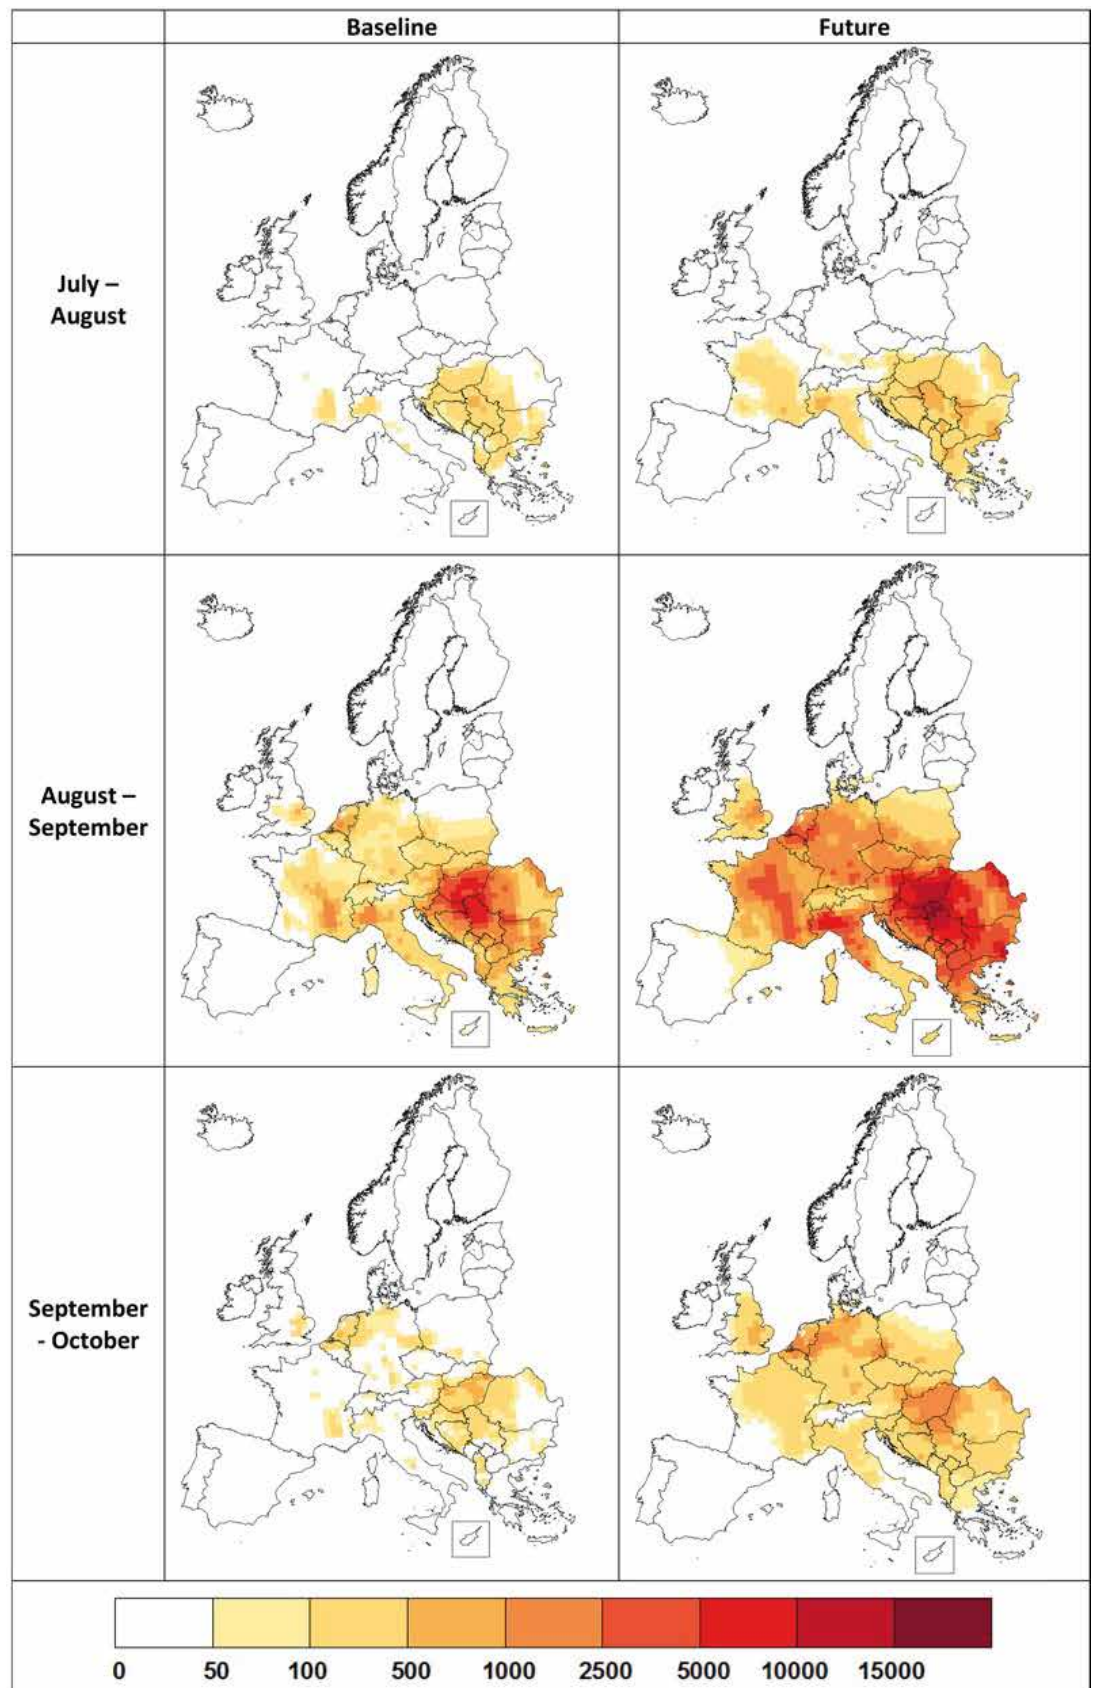 Baseline
Future
July –
August
August –
September
September
- October
0 50 100 500 1000 2500 5000 10000 15000